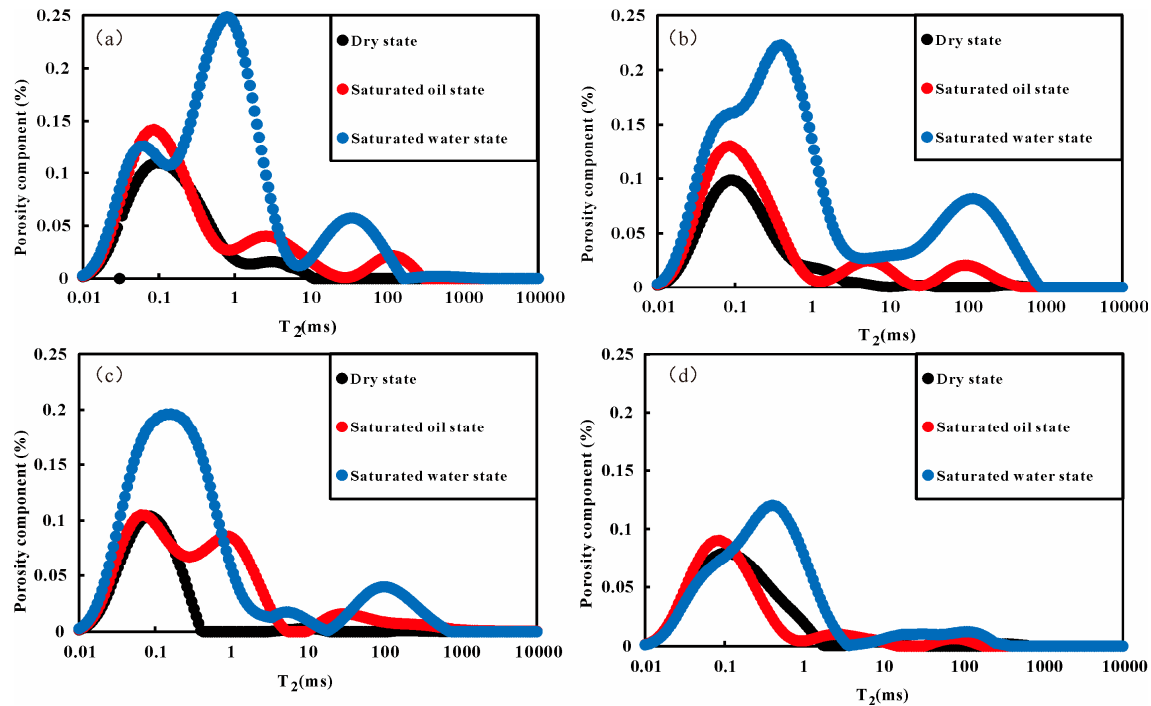 (a)
Porosity component (%)
0.25
0.2
0.15
0.1
0.05
0
Dry state
Saturated oil state
Saturated water state
0.01 0.1 1 10 100 1000 10000
T2(ms)
(b)
Porosity component (%)
0.25
0.2
0.15
0.1
0.05
0
Dry state
Saturated oil state
Saturated water state
0.01 0.1 1 10 100 1000 10000
T2(ms)
(c)
Porosity component (%)
0.25
0.2
0.15
0.1
0.05
0
Dry state
Saturated oil state
Saturated water state
0.01 0.1 1 10 100 1000 10000
T2(ms)
(d)
Porosity component (%)
0.25
0.2
0.15
0.1
0.05
0
Dry state
Saturated oil state
Saturated water state
0.01 0.1 1 10 100 1000 10000
T2(ms)